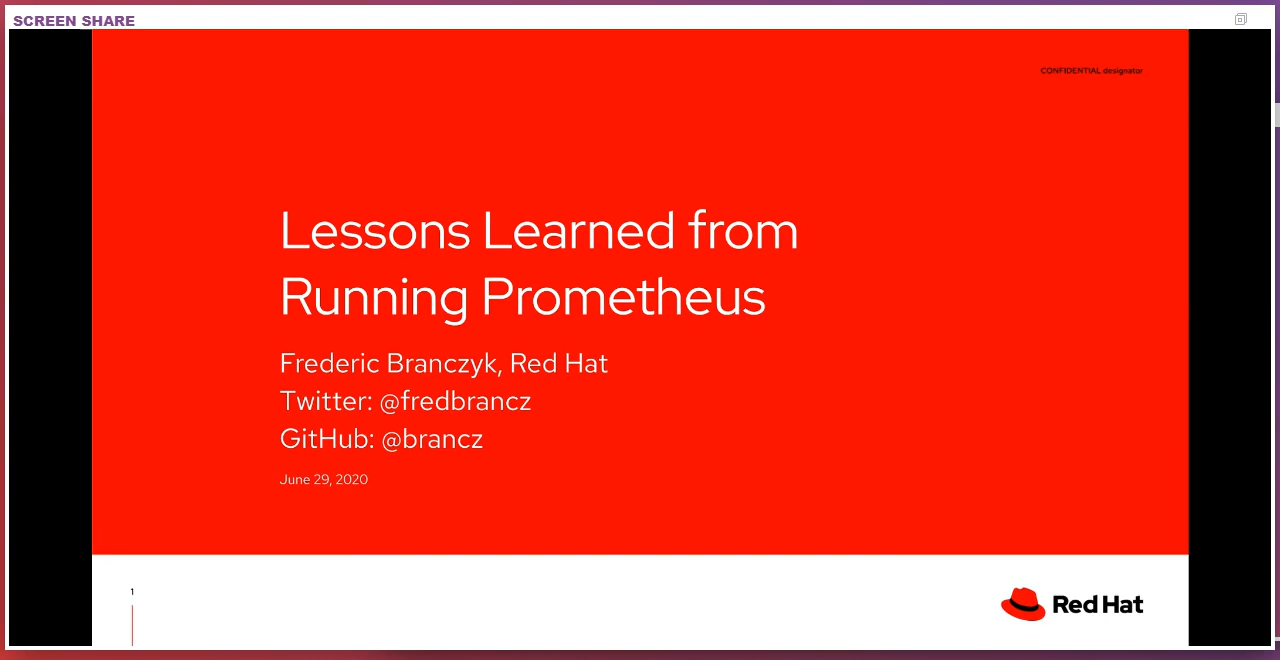 SCREEN SHARE
CONFIDENTIAL designator
Lessons Learned from
Running Prometheus
Frederic Branczyk, Red Hat
Twitter: @fredbrancz
GitHub: @brancz
June 29, 2020
1
Red Hat